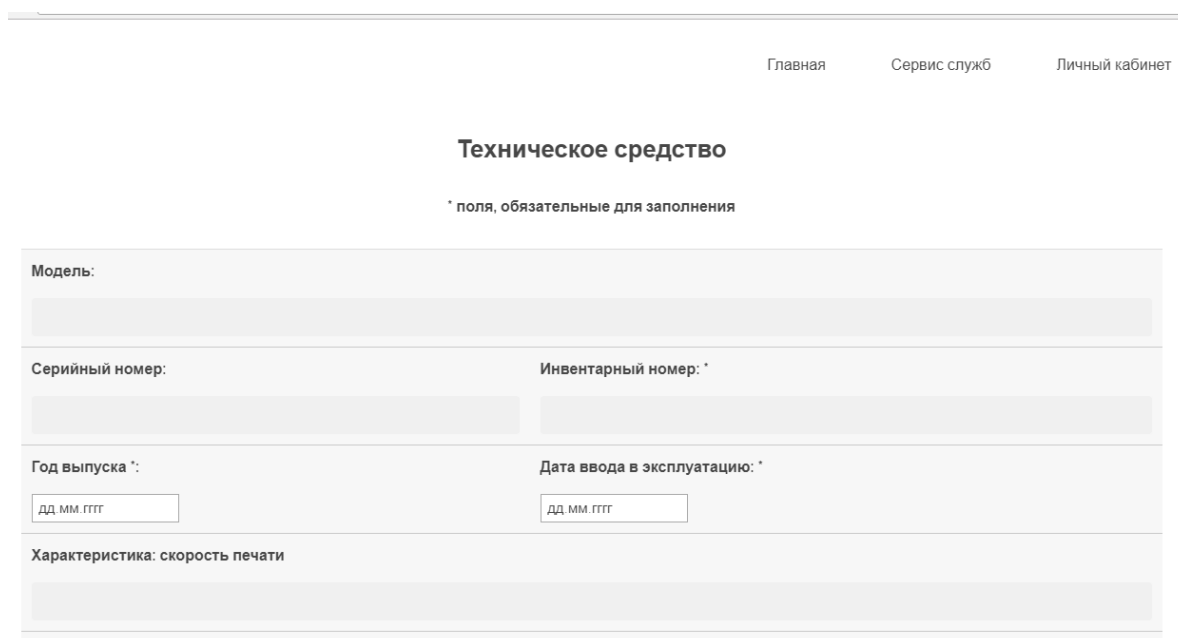 Главная Сервис служб Личный кабинет
Техническое средство
* поля, обязательные для заполнения
Модель:
Серийный номер: Инвентарный номер: *
Год выпуска *: Дата ввода в эксплуатацию: *
дд.мм.гггг дд.мм.гггг
Характеристика: скорость печати